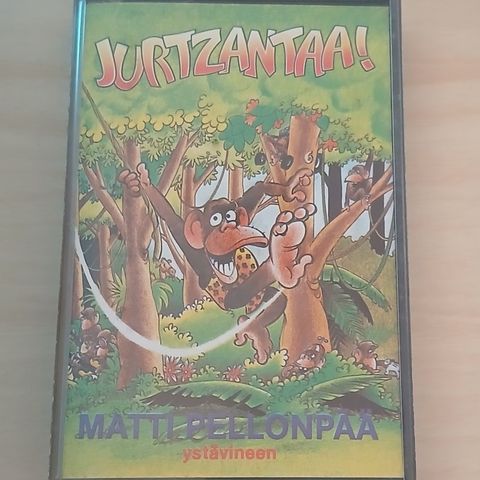 JURTZANTAA!
MATTI PELLONPÄÄ
ystävineen